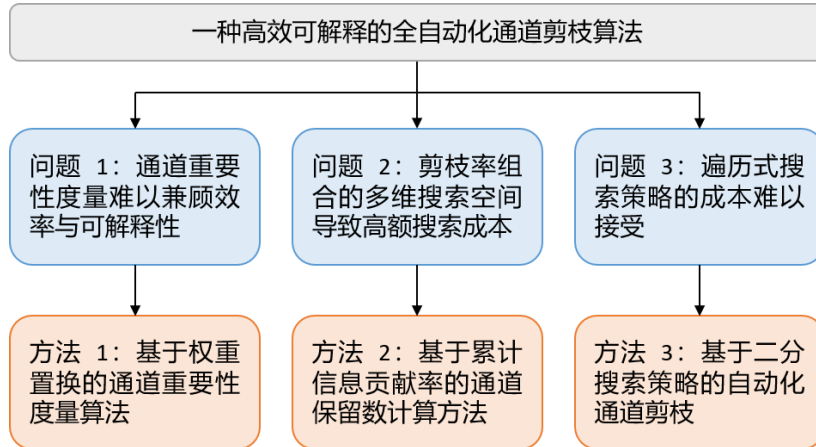 一种高效可解释的全自动化通道剪枝算法
问题 1：通道重要
性度量难以兼顾效
率与可解释性
问题 2：剪枝率组
合的多维搜索空间
导致高额搜索成本
问题 3：遍历式搜
索策略的成本难以
接受
方法 1：基于权重
置换的通道重要性
度量算法
方法 2：基于累计
信息贡献率的通道
保留数计算方法
方法 3：基于二分
搜索策略的自动化
通道剪枝